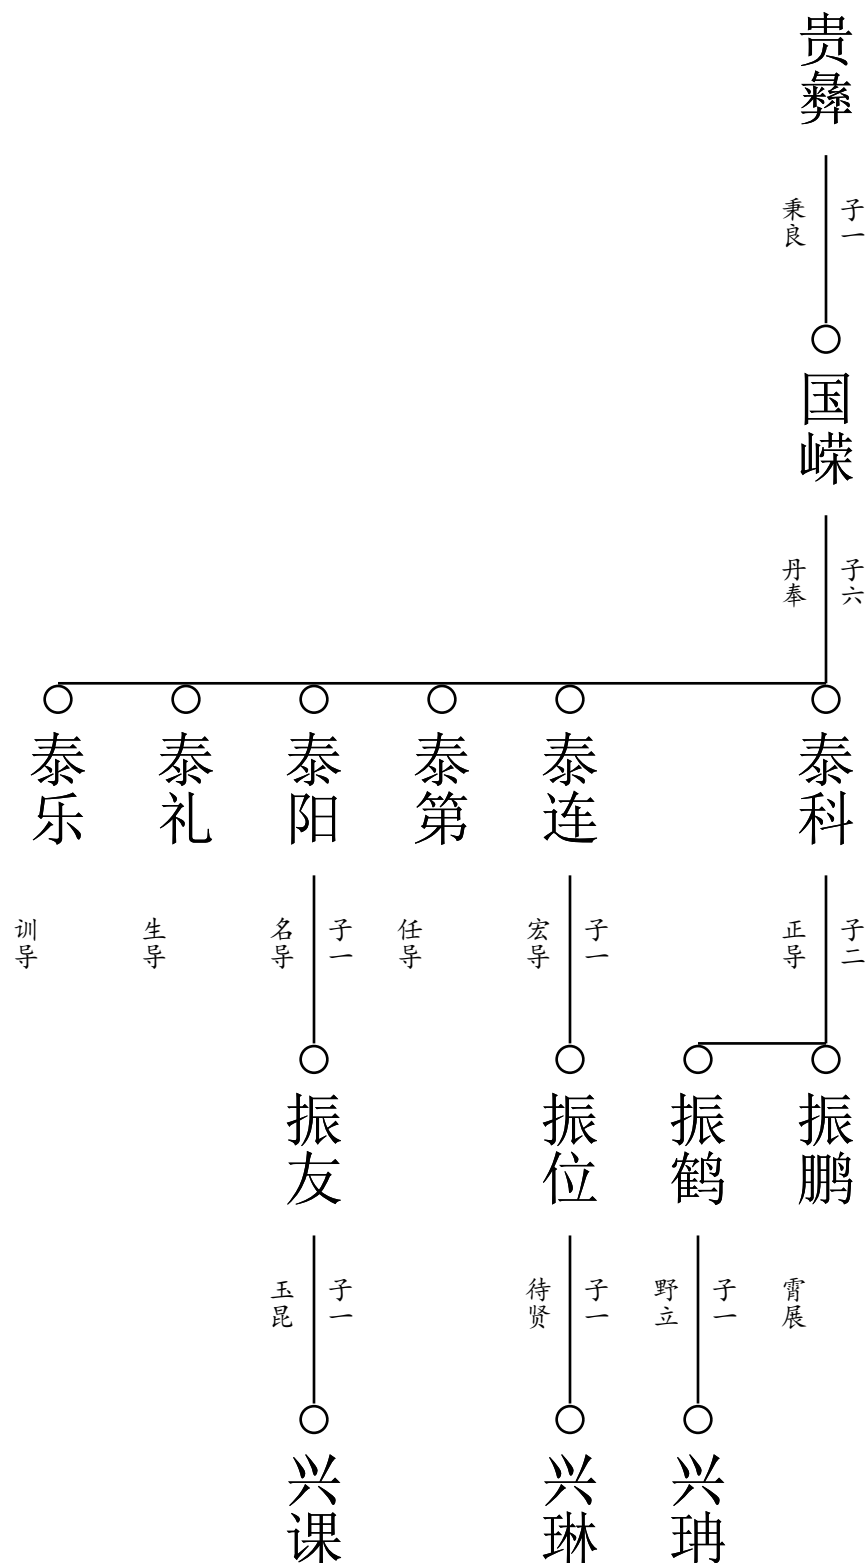 贵彝
子一
秉良
国嵘
子六
丹奉
泰科
泰连
泰第
泰阳
泰礼
泰乐
子二
正导
子一
宏导
任导
子一
名导
生导
训导
振鹏
振鹤
振位
振友
霄展
子一
野立
子一
待贤
子一
玉昆
兴珃
兴琳
兴课